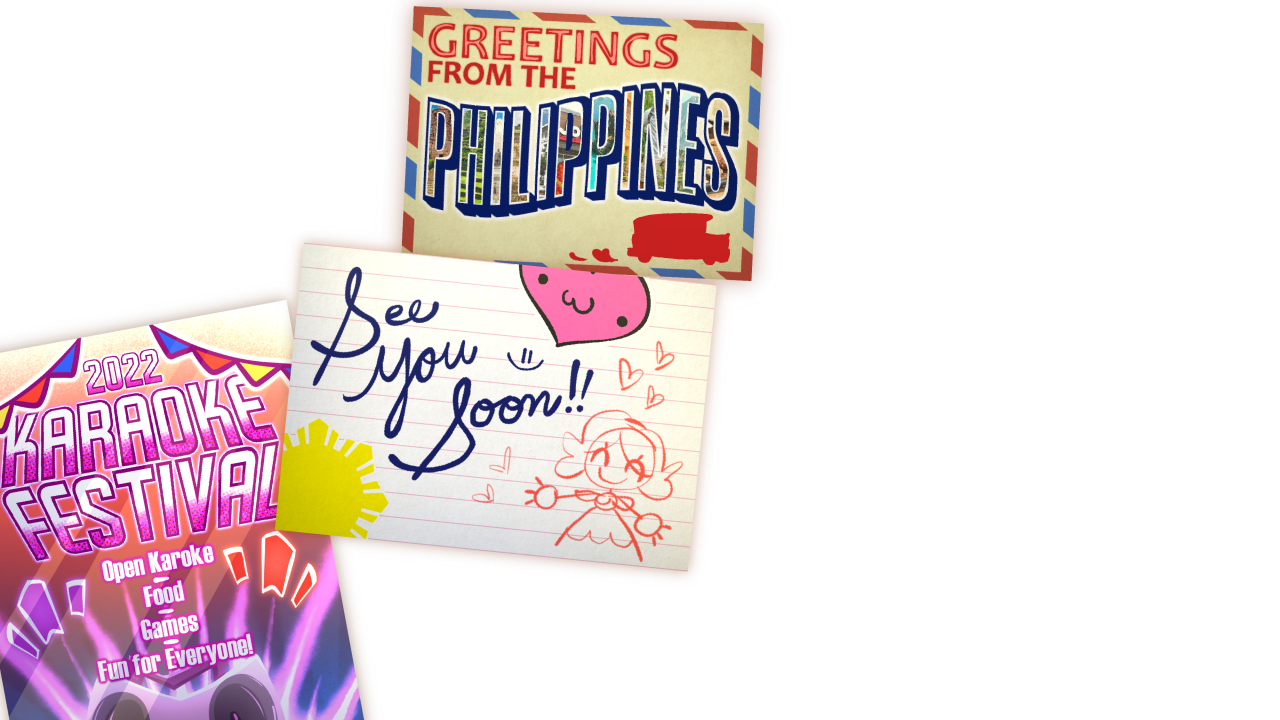 GREETINGS
FROM THE
PHILIPPINES
See
You
Soon!!
2022
KARAOKE
FESTIVAL
Open Karoke
Food
Games
Fun for Everyone!